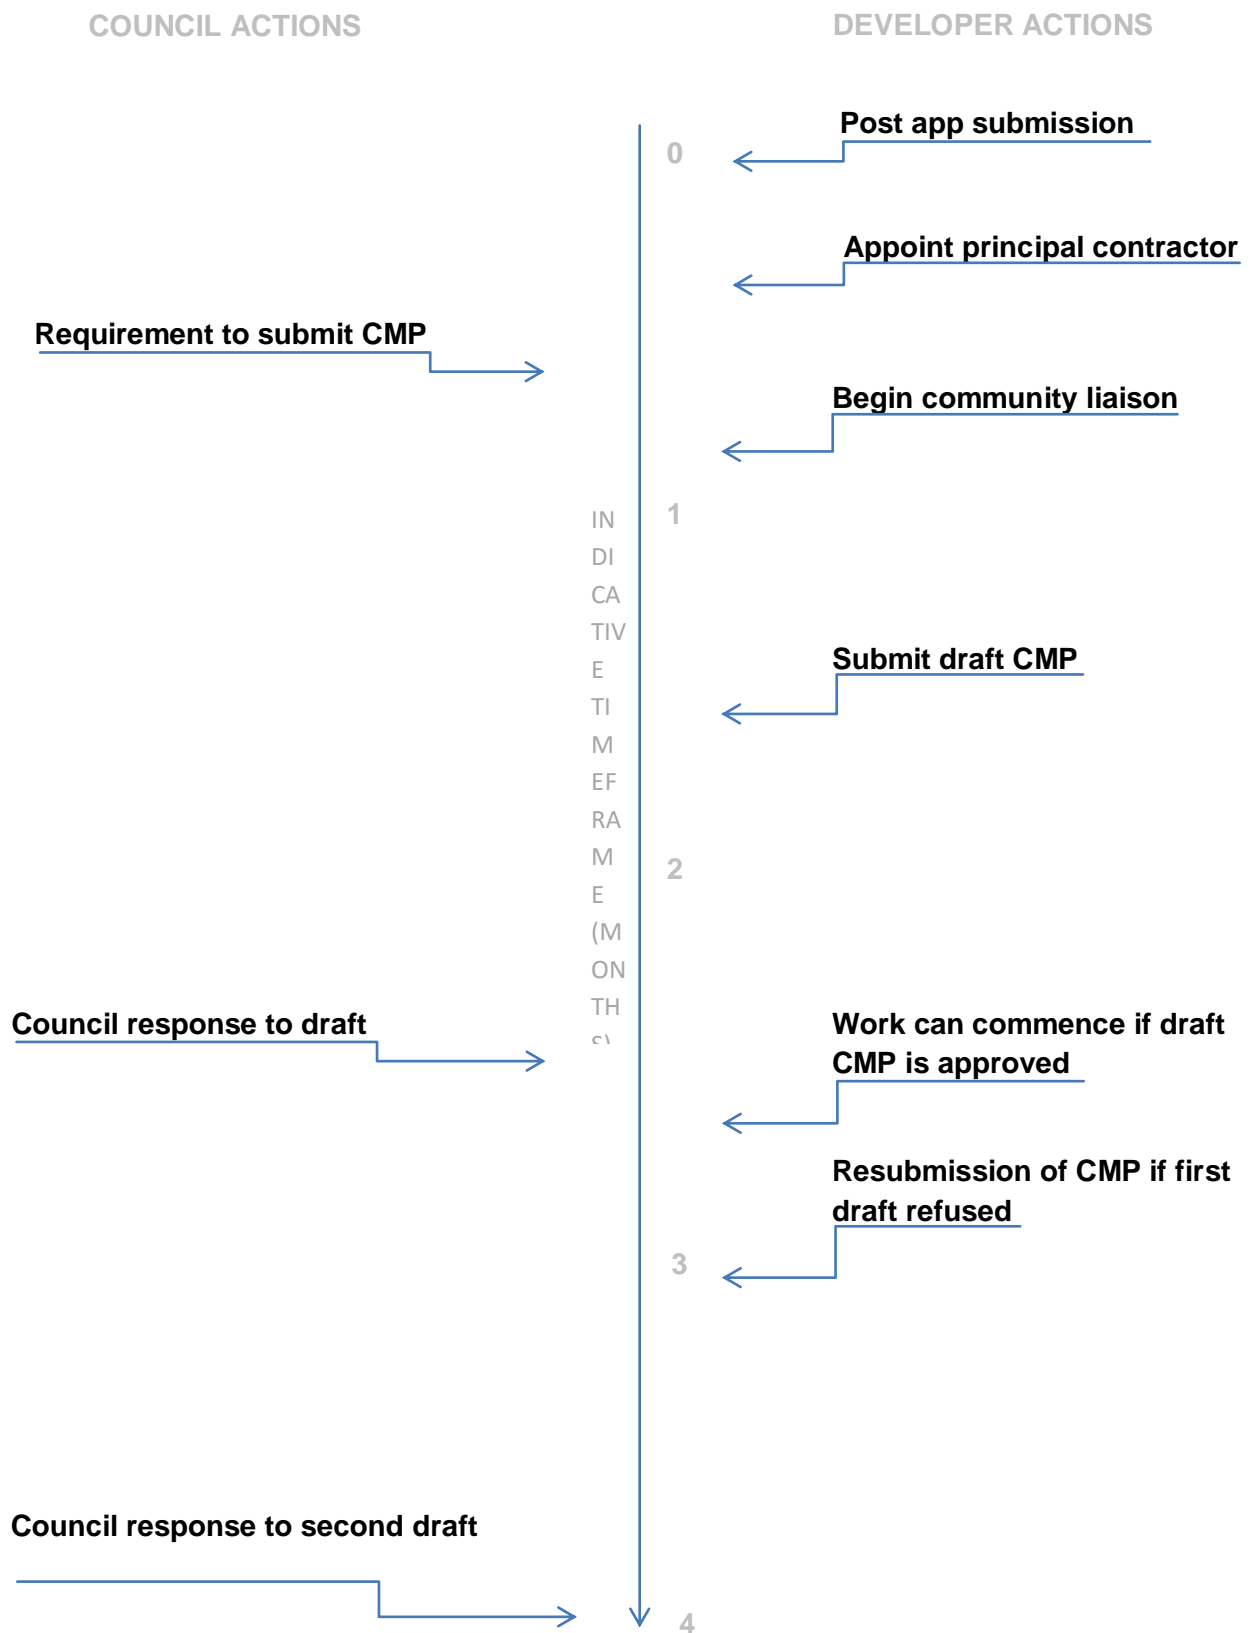 COUNCIL ACTIONS
DEVELOPER ACTIONS
Post app submission
0
Appoint principal contractor
Requirement to submit CMP
Begin community liaison
1
IN
DI
CA
TIV
E
TI
M
EF
RA
M
E
(M
ON
TH
S)
Submit draft CMP
2
Council response to draft
Work can commence if draft
CMP is approved
Resubmission of CMP if first
draft refused
3
Council response to second draft
4